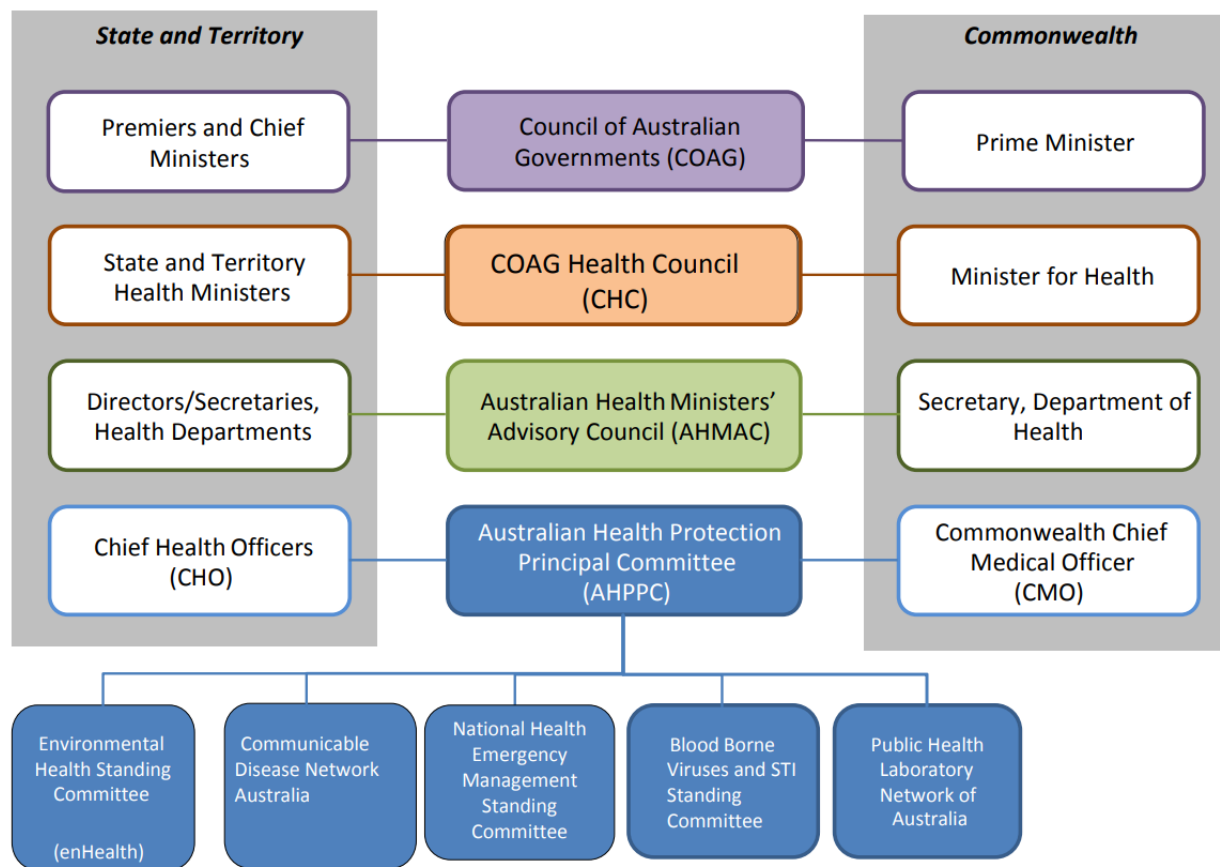 State and Territory
Commonwealth
Premiers and Chief
Ministers
Council of Australian
Governments (COAG)
Prime Minister
State and Territory
Health Ministers
COAG Health Council
(CHC)
Minister for Health
Directors/Secretaries,
Health Departments
Australian Health Ministers’
Advisory Council (AHMAC)
Secretary, Department of
Health
Chief Health Officers
(CHO)
Australian Health Protection
Principal Committee
(AHPPC)
Commonwealth Chief
Medical Officer
(CMO)
Environmental
Health Standing
Committee
(enHealth)
Communicable
Disease Network
Australia
National Health
Emergency
Management
Standing
Committee
Blood Borne
Viruses and STI
Standing
Committee
Public Health
Laboratory
Network of
Australia